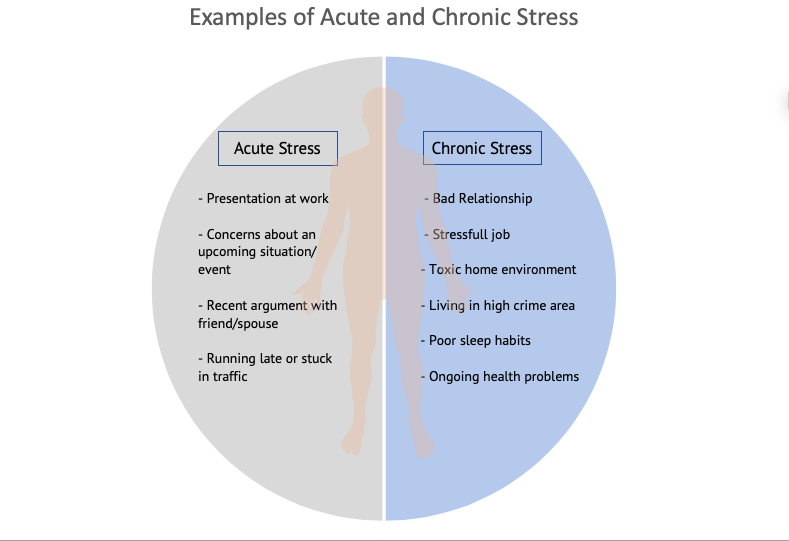 Examples of Acute and Chronic Stress
Acute Stress
- Presentation at work
- Concerns about an
upcoming situation/
event
- Recent argument with
friend/spouse
- Running late or stuck
in traffic
Chronic Stress
- Bad Relationship
- Stressfull job
- Toxic home environment
- Living in high crime area
- Poor sleep habits
- Ongoing health problems